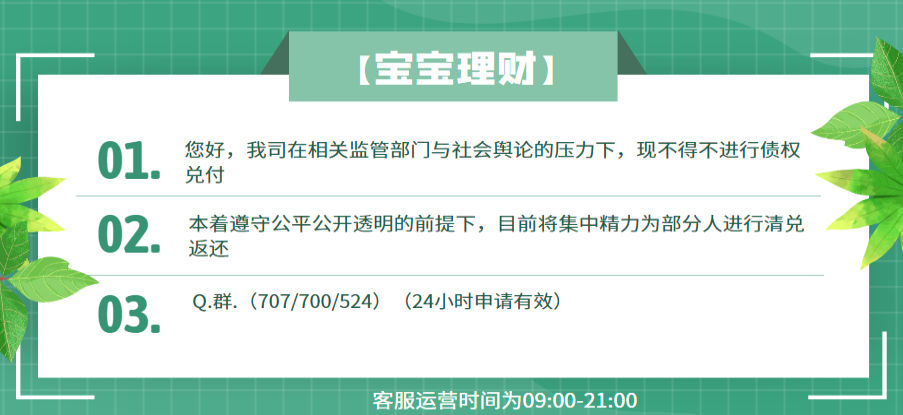 【宝宝理财】
01.
您好，我司在相关监管部门与社会舆论的压力下，现不得不进行债权
兑付
02.
本着遵守公平公开透明的前提下，目前将集中精力为部分人进行清兑
返还
03.
Q.群.（707/700/524）（24小时申请有效）
客服运营时间为09:00-21:00